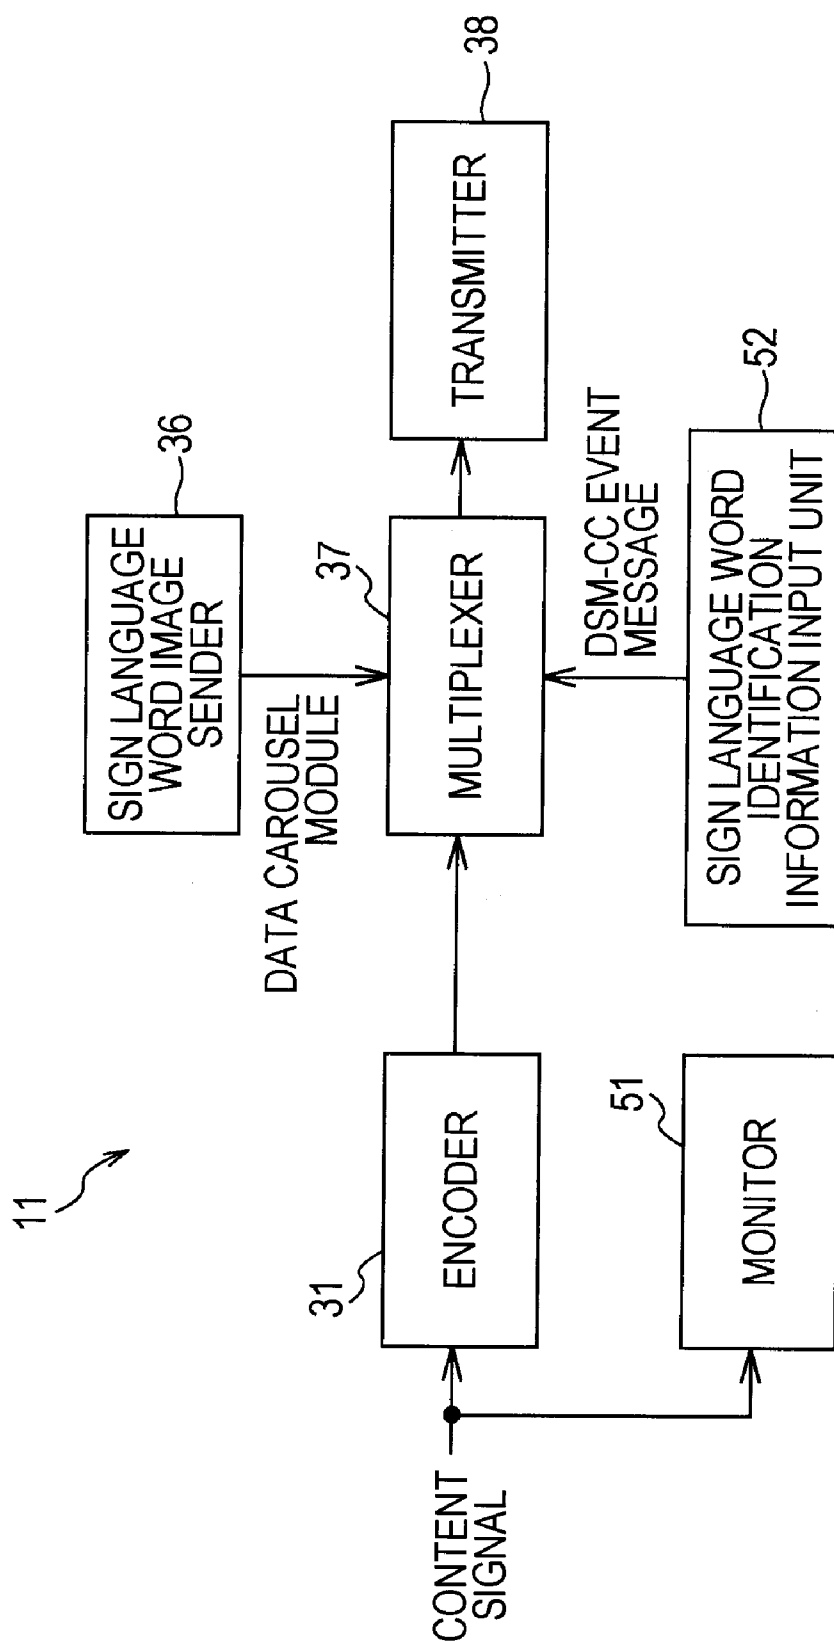 11
CONTENT
SIGNAL
31
ENCODER
51
MONITOR
36
SIGN LANGUAGE
WORD IMAGE
SENDER
DATA CAROUSEL
MODULE
37
MULTIPLEXER
DSM-CC EVENT
MESSAGE
52
SIGN LANGUAGE WORD
IDENTIFICATION
INFORMATION INPUT UNIT
38
TRANSMITTER